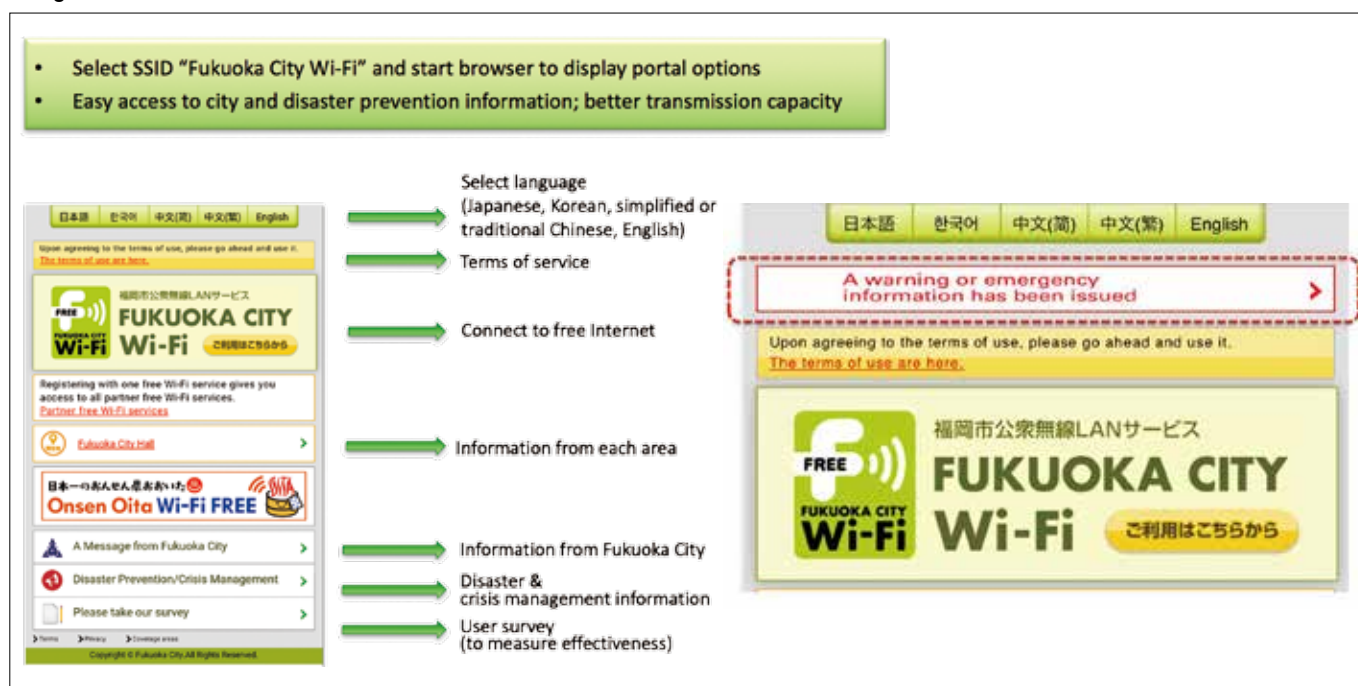 • Select SSID “Fukuoka City Wi-Fi” and start browser to display portal options
• Easy access to city and disaster prevention information; better transmission capacity
日本語 한국어 中文(简) 中文(繁) English
Upon agreeing to the terms of use, please go ahead and use it.
The terms of use are here.
FREE
FUKUOKA CITY
Wi-Fi
福岡市公衆無線LANサービス
FUKUOKA CITY
Wi-Fi
ご利用はこちらから
Registering with one free Wi-Fi service gives you
access to all partner free Wi-Fi services.
Partner free Wi-Fi services
Fukuoka City Hall
日本一のおんせん県おおいた
Onsen Oita Wi-Fi FREE
A Message from Fukuoka City
Disaster Prevention/Crisis Management
Please take our survey
Terms Privacy Coverage areas
Copyright © Fukuoka City.All Rights Reserved.
Select language
(Japanese, Korean, simplified or
traditional Chinese, English)
Terms of service
Connect to free Internet
Information from each area
Information from Fukuoka City
Disaster &
crisis management information
User survey
(to measure effectiveness)
日本語 한국어 中文(简) 中文(繁) English
A warning or emergency
information has been issued
Upon agreeing to the terms of use, please go ahead and use it.
The terms of use are here.
FREE
FUKUOKA CITY
Wi-Fi
福岡市公衆無線LANサービス
FUKUOKA CITY
Wi-Fi
ご利用はこちらから